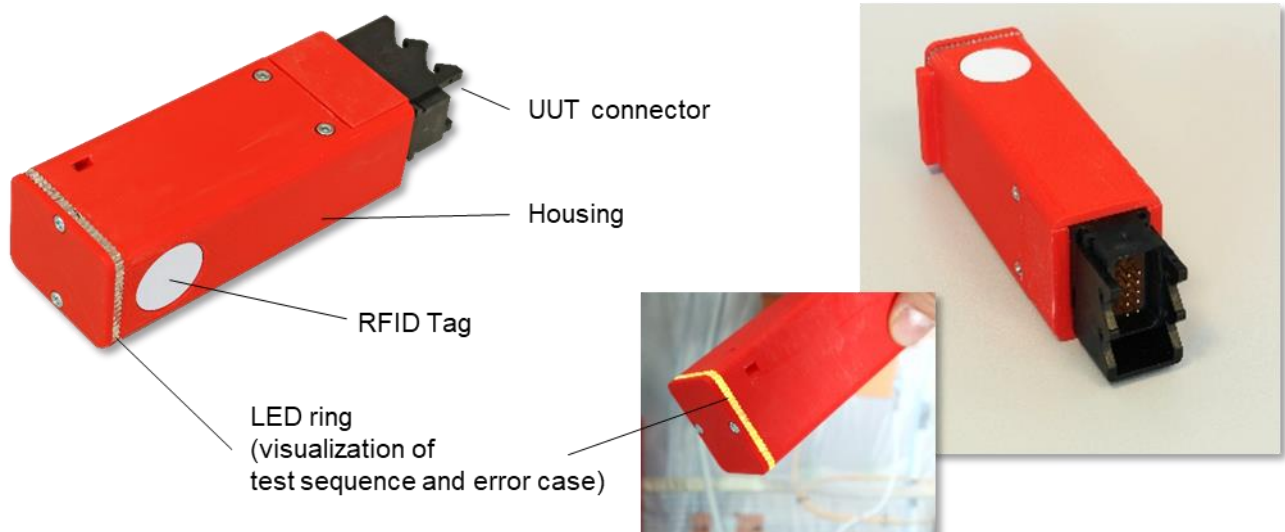 UUT connector
Housing
RFID Tag
LED ring
(visualization of
test sequence and error case)